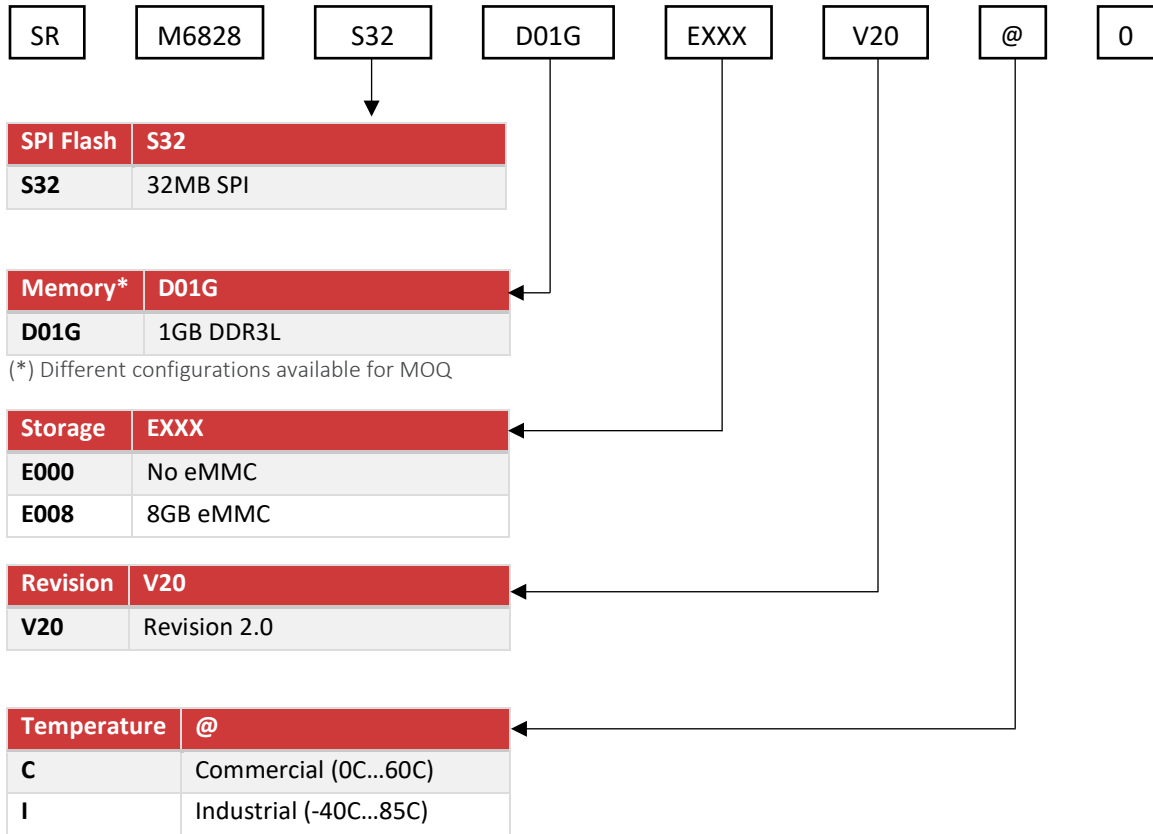 SR M6828 S32 D01G EXXX V20 @ 0
SPI Flash S32
S32 32MB SPI
Memory* D01G
D01G 1GB DDR3L
(*) Different configurations available for MOQ
Storage EXXX
E000 No eMMC
E008 8GB eMMC
Revision V20
V20 Revision 2.0
Temperature @
C Commercial (0C…60C)
I Industrial (-40C…85C)